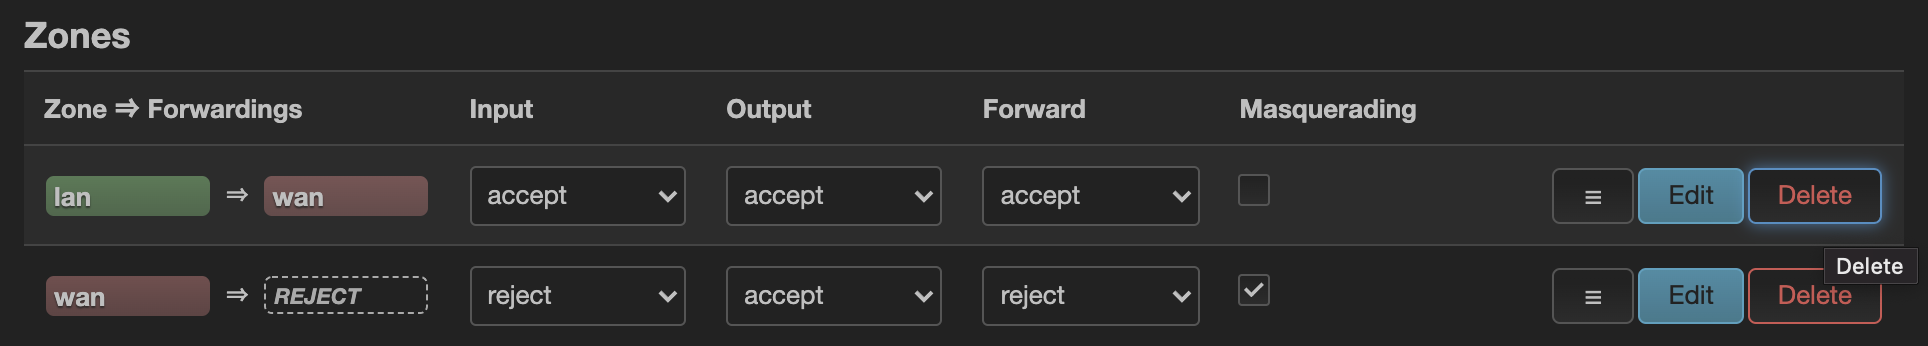 Zones
Zone ⇒ Forwardings Input Output Forward Masquerading
lan ⇒ wan accept accept accept ≡ Edit Delete
Delete
wan ⇒ REJECT reject accept reject ≡ Edit Delete